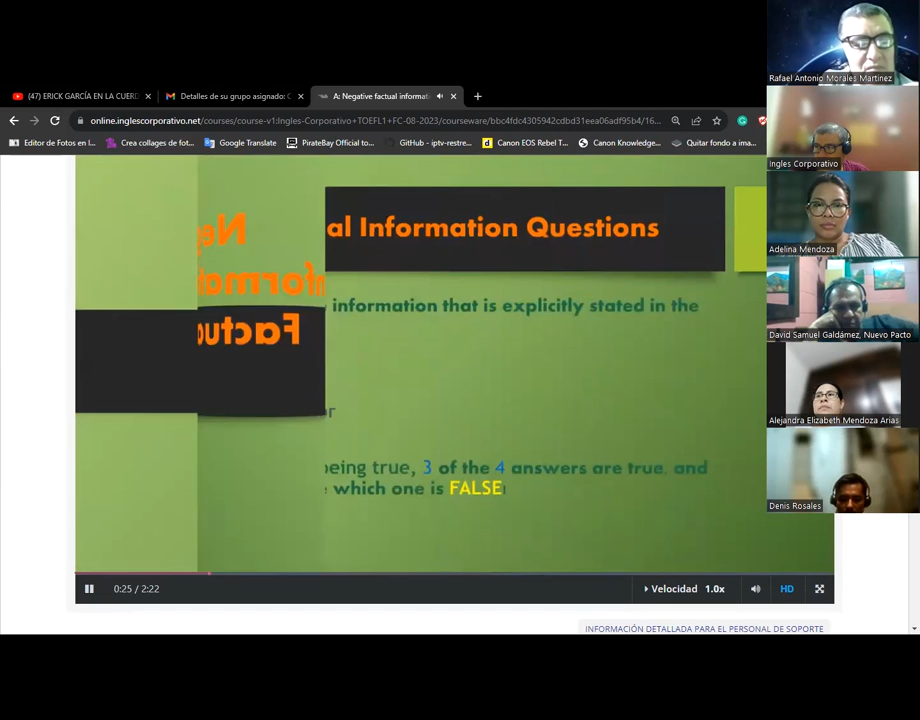 (47) ERICK GARCÍA EN LA CUERD
Detalles de su grupo asignado: C
A: Negative factual informati
online.inglescorporativo.net/courses/course-v1:Ingles-Corporativo+TOEFL1+FC-08-2023/courseware/bbc4fdc4305942cdbd31eea06adf95b4/16...
Editor de Fotos en l...
Crea collages de fot...
Google Translate
PirateBay Official to...
GitHub - iptv-restre...
Canon EOS Rebel T...
Canon Knowledge...
Quitar fondo a ima...
Neg
al Information Questions
nformat
information that is explicitly stated in the
Factua
r
being true, 3 of the 4 answers are true. and
which one is FALSE
0:25 / 2:22
Velocidad 1.0x
HD
INFORMACIÓN DETALLADA PARA EL PERSONAL DE SOPORTE
Rafael Antonio Morales Martinez
Ingles Corporativo
Adelina Mendoza
David Samuel Galdámez, Nuevo Pacto
Alejandra Elizabeth Mendoza Arias
Denis Rosales